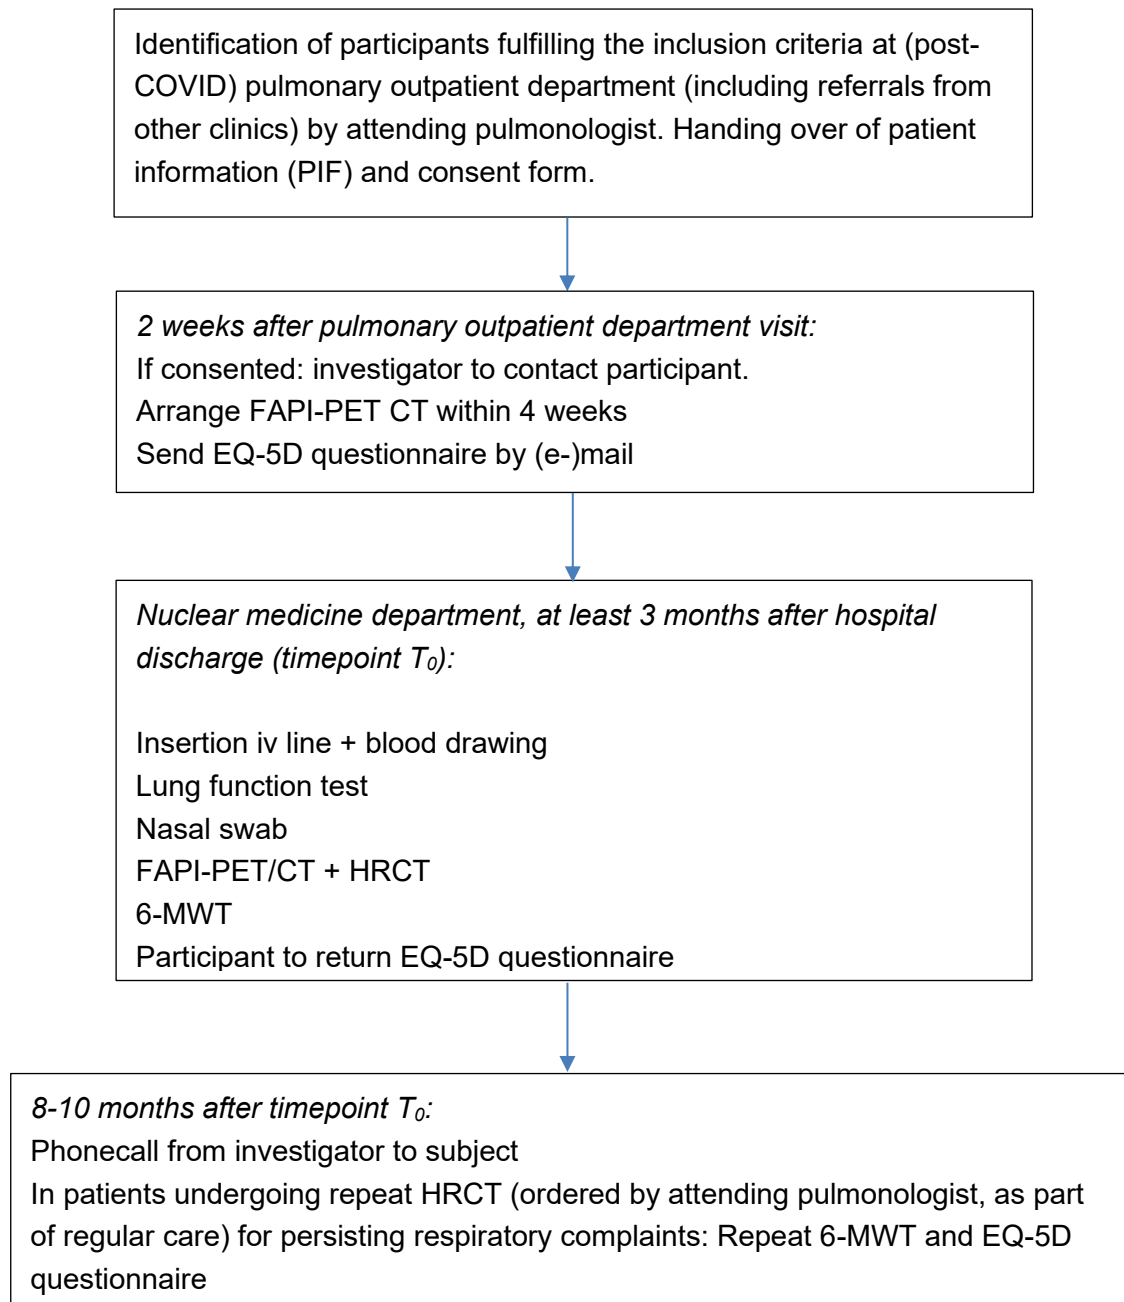 Identification of participants fulfilling the inclusion criteria at (post-
COVID) pulmonary outpatient department (including referrals from
other clinics) by attending pulmonologist. Handing over of patient
information (PIF) and consent form.
2 weeks after pulmonary outpatient department visit:
If consented: investigator to contact participant.
Arrange FAPI-PET CT within 4 weeks
Send EQ-5D questionnaire by (e-)mail
Nuclear medicine department, at least 3 months after hospital
discharge (timepoint T0):
Insertion iv line + blood drawing
Lung function test
Nasal swab
FAPI-PET/CT + HRCT
6-MWT
Participant to return EQ-5D questionnaire
8-10 months after timepoint T0:
Phonecall from investigator to subject
In patients undergoing repeat HRCT (ordered by attending pulmonologist, as part
of regular care) for persisting respiratory complaints: Repeat 6-MWT and EQ-5D
questionnaire